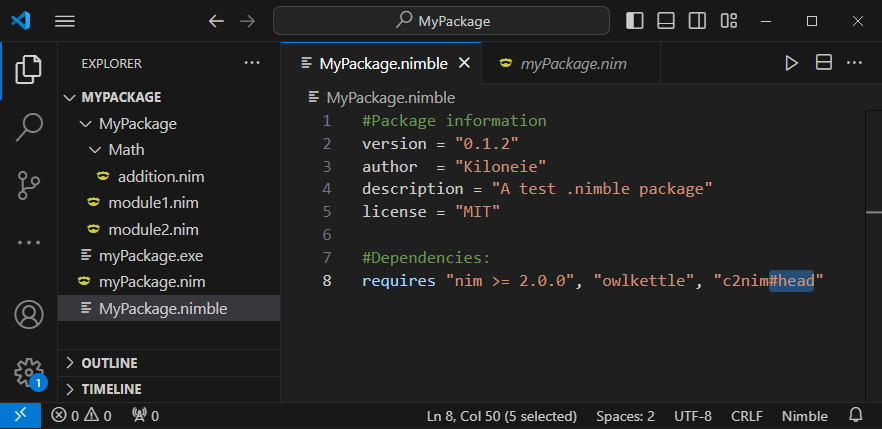 MyPackage
EXPLORER
MYPACKAGE
MyPackage
Math
addition.nim
module1.nim
module2.nim
myPackage.exe
myPackage.nim
MyPackage.nimble
OUTLINE
TIMELINE
1
MyPackage.nimble
myPackage.nim
MyPackage.nimble
1 #Package information
2 version = "0.1.2"
3 author  = "Kiloneie"
4 description = "A test .nimble package"
5 license = "MIT"
6
7 #Dependencies:
8 requires "nim >= 2.0.0", "owlkettle", "c2nim#head"
0 0 0 Ln 8, Col 50 (5 selected) Spaces: 2 UTF-8 CRLF Nimble